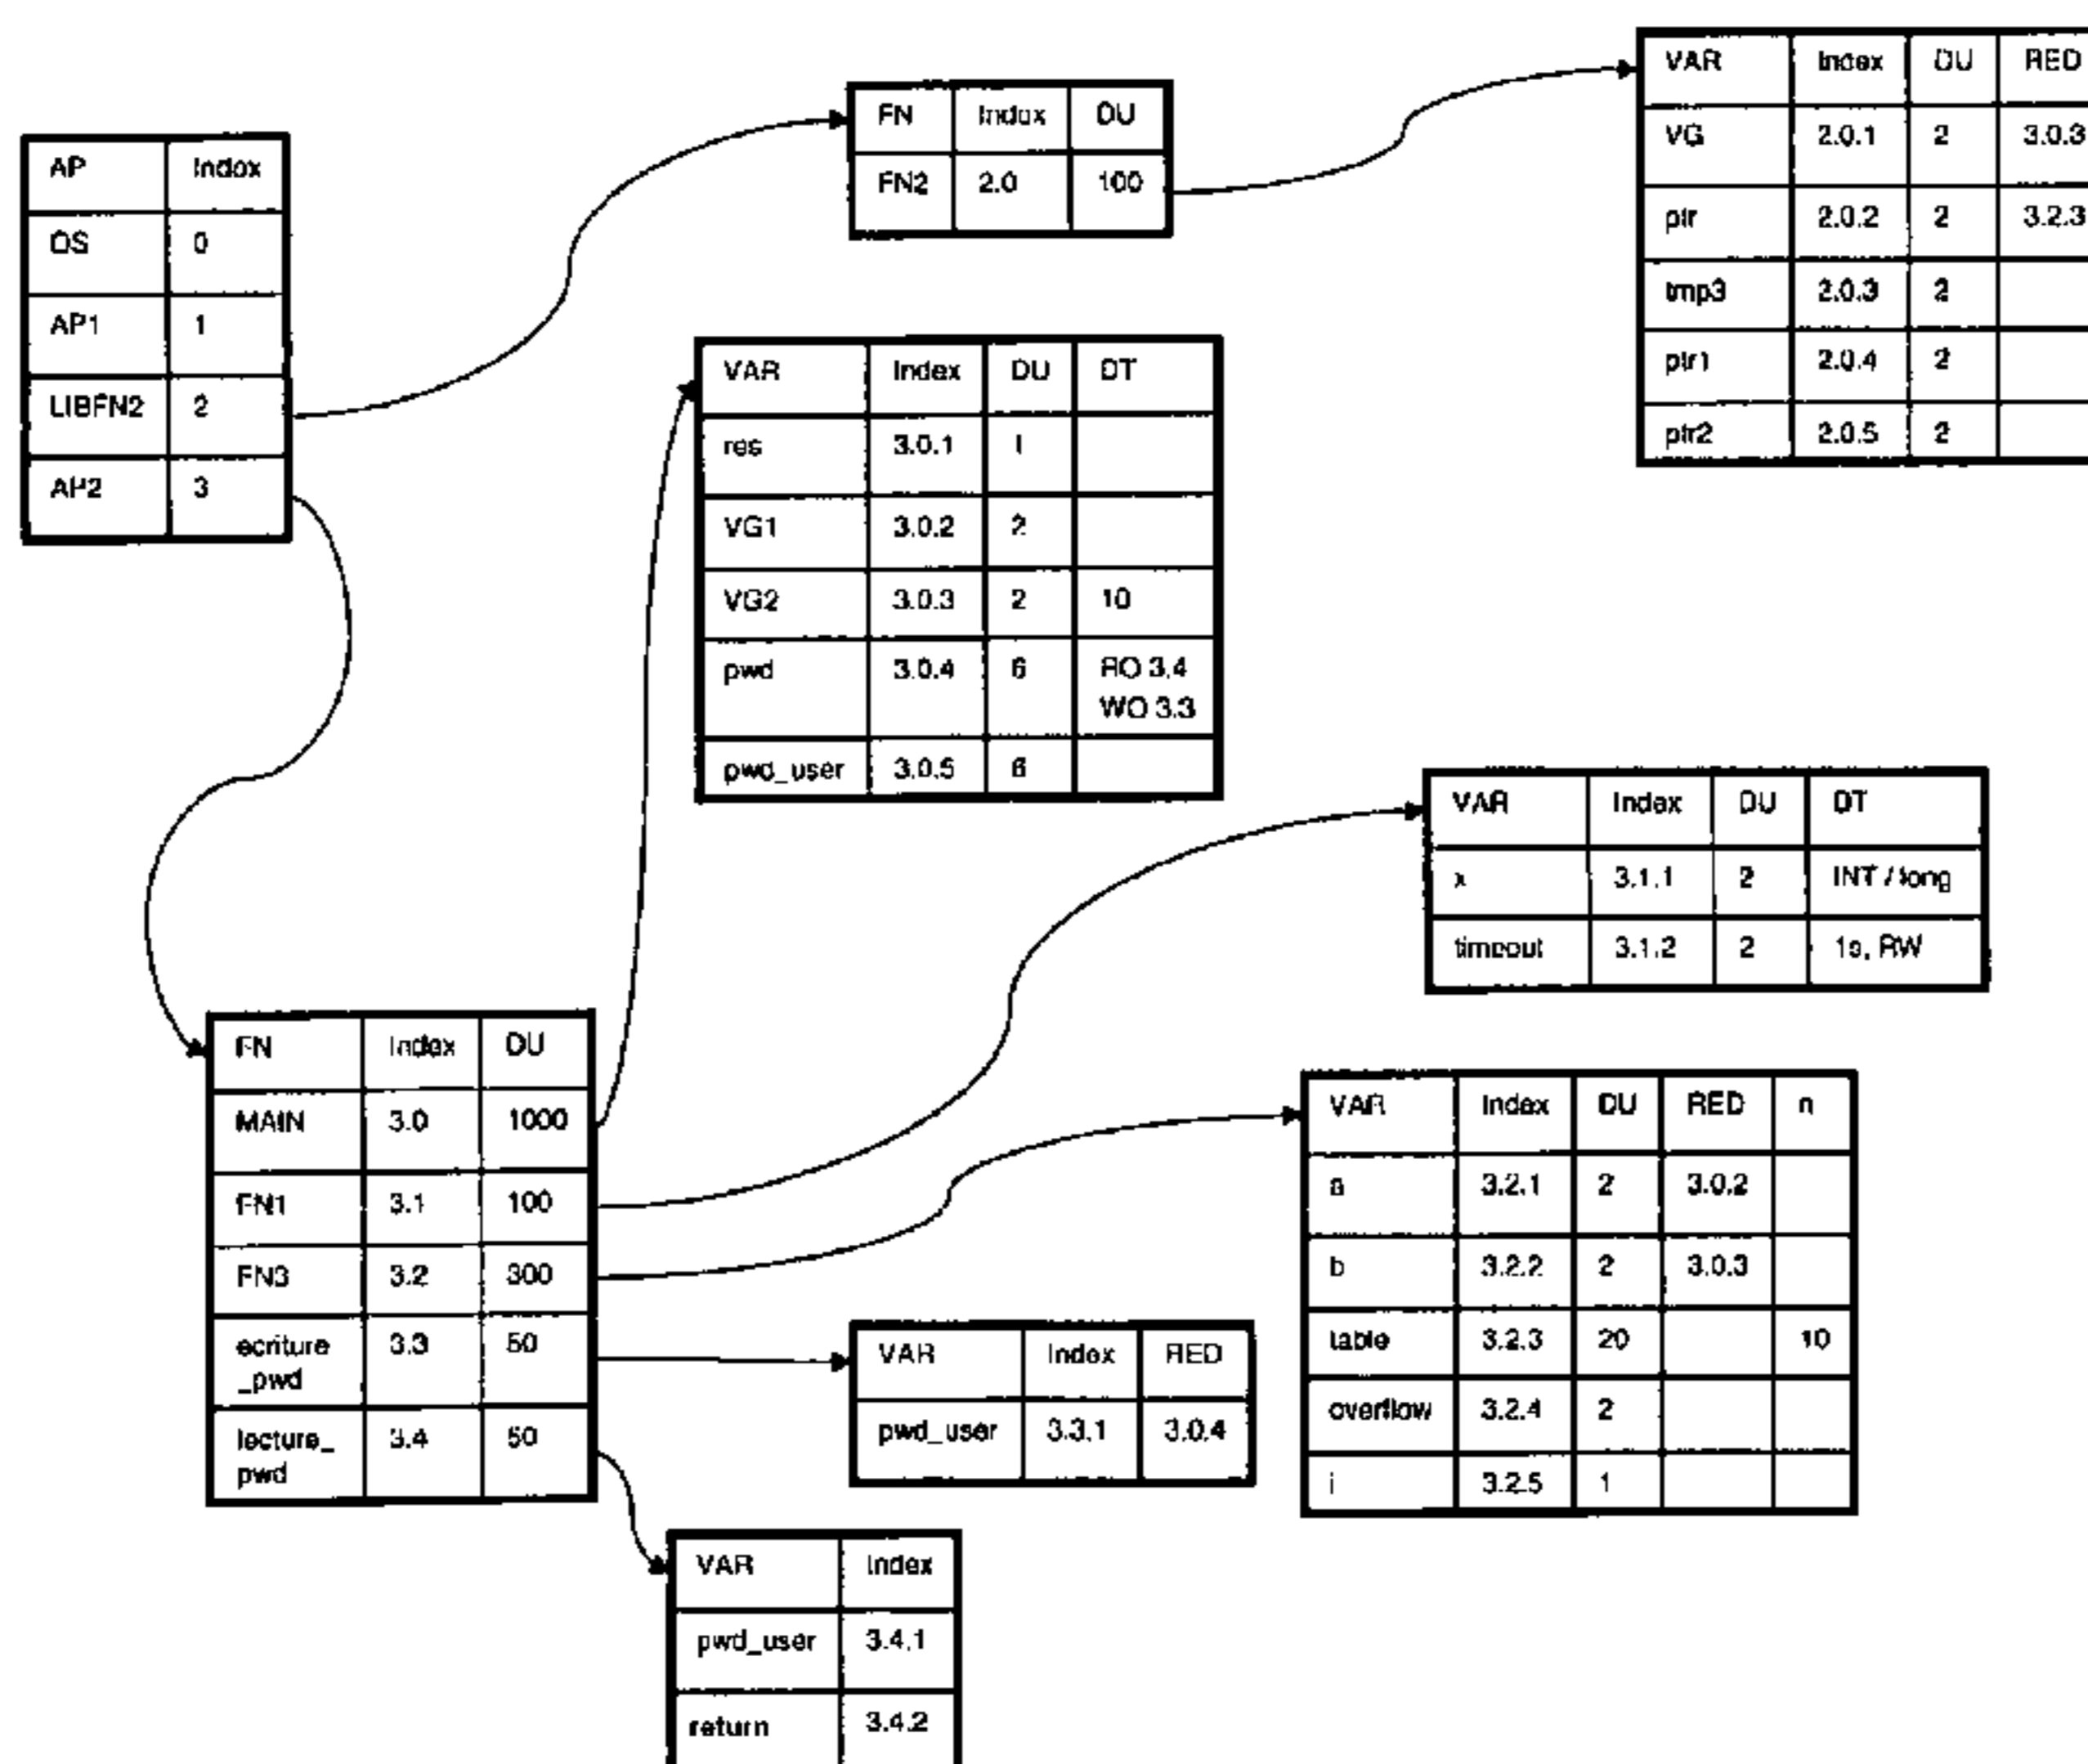 AP Index
OS 0
AP1 1
LIBFN2 2
AP2 3
FN Index DU
FN2 2.0 100
VAR Index DU RED
VG 2.0.1 2 3.0.3
ptr 2.0.2 2 3.2.3
tmp3 2.0.3 2
ptr1 2.0.4 2
ptr2 2.0.5 2
VAR Index DU DT
res 3.0.1 1
VG1 3.0.2 2
VG2 3.0.3 2 10
pwd 3.0.4 6 RO 3.4
WO 3.3
pwd_user 3.0.5 6
VAR Index DU DT
x 3.1.1 2 INT / long
timeout 3.1.2 2 1s, RW
FN Index DU
MAIN 3.0 1000
FN1 3.1 100
FN3 3.2 300
ecriture
_pwd 3.3 50
lecture_
pwd 3.4 50
VAR Index DU RED n
a 3.2.1 2 3.0.2
b 3.2.2 2 3.0.3
table 3.2.3 20 10
overflow 3.2.4 2
i 3.2.5 1
VAR Index RED
pwd_user 3.3.1 3.0.4
VAR Index
pwd_user 3.4.1
return 3.4.2